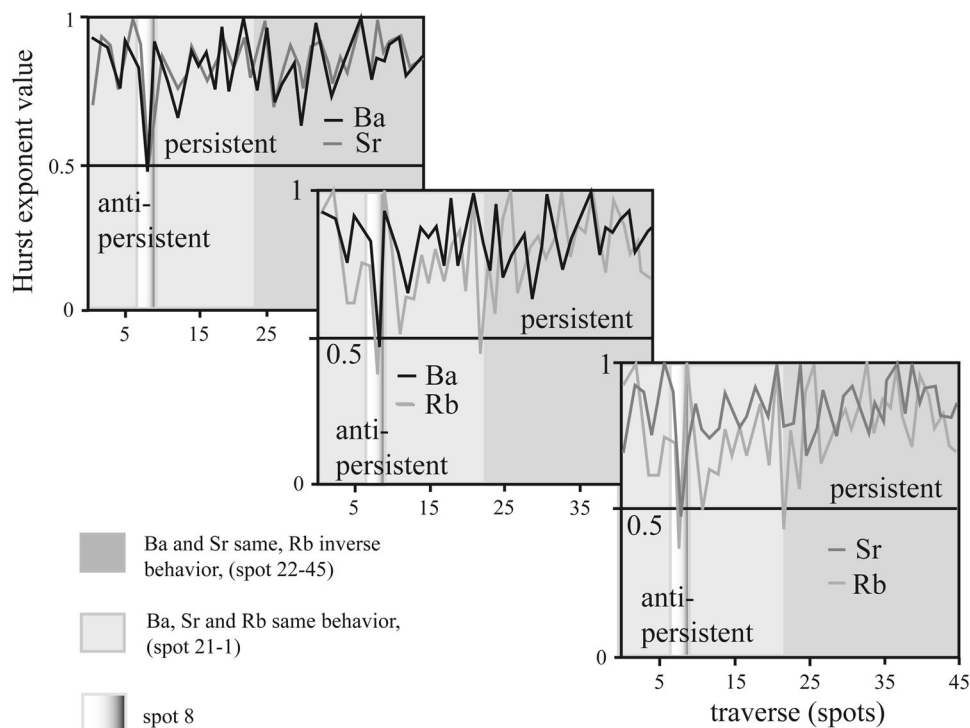 Hurst exponent value
1
0.5
0
persistent
anti-
persistent
Ba
Sr
5
15
25
1
0.5
0
persistent
Ba
Rb
anti-
persistent
5
15
25
35
1
0.5
0
persistent
Sr
Rb
anti-
persistent
5
15
25
35
45
traverse (spots)
Ba and Sr same, Rb inverse
behavior, (spot 22-45)
Ba, Sr and Rb same behavior,
(spot 21-1)
spot 8